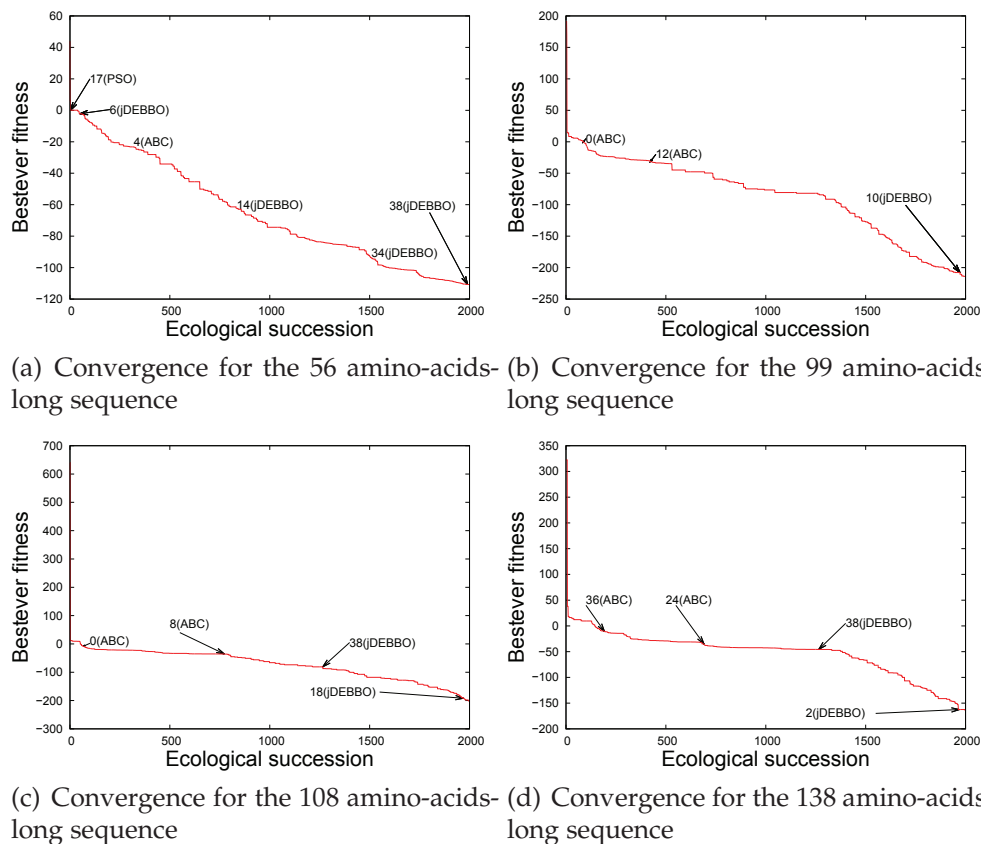 60
40
20
0
−20
−40
−60
−80
−100
−120
0
500
1000
1500
2000
Bestever fitness
Ecological succession
17(PSO)
6(jDEBBO)
4(ABC)
14(jDEBBO)
38(jDEBBO)
34(jDEBBO)
(a) Convergence for the 56 amino-acids-
long sequence
200
150
100
50
0
−50
−100
−150
−200
−250
0
500
1000
1500
2000
Bestever fitness
Ecological succession
0(ABC)
12(ABC)
10(jDEBBO)
(b) Convergence for the 99 amino-acids
long sequence
700
600
500
400
300
200
100
0
−100
−200
−300
0
500
1000
1500
2000
Bestever fitness
Ecological succession
0(ABC)
8(ABC)
38(jDEBBO)
18(jDEBBO)
(c) Convergence for the 108 amino-acids-
long sequence
350
300
250
200
150
100
50
0
−50
−100
−150
−200
0
500
1000
1500
2000
Bestever fitness
Ecological succession
36(ABC)
24(ABC)
38(jDEBBO)
2(jDEBBO)
(d) Convergence for the 138 amino-acids
long sequence